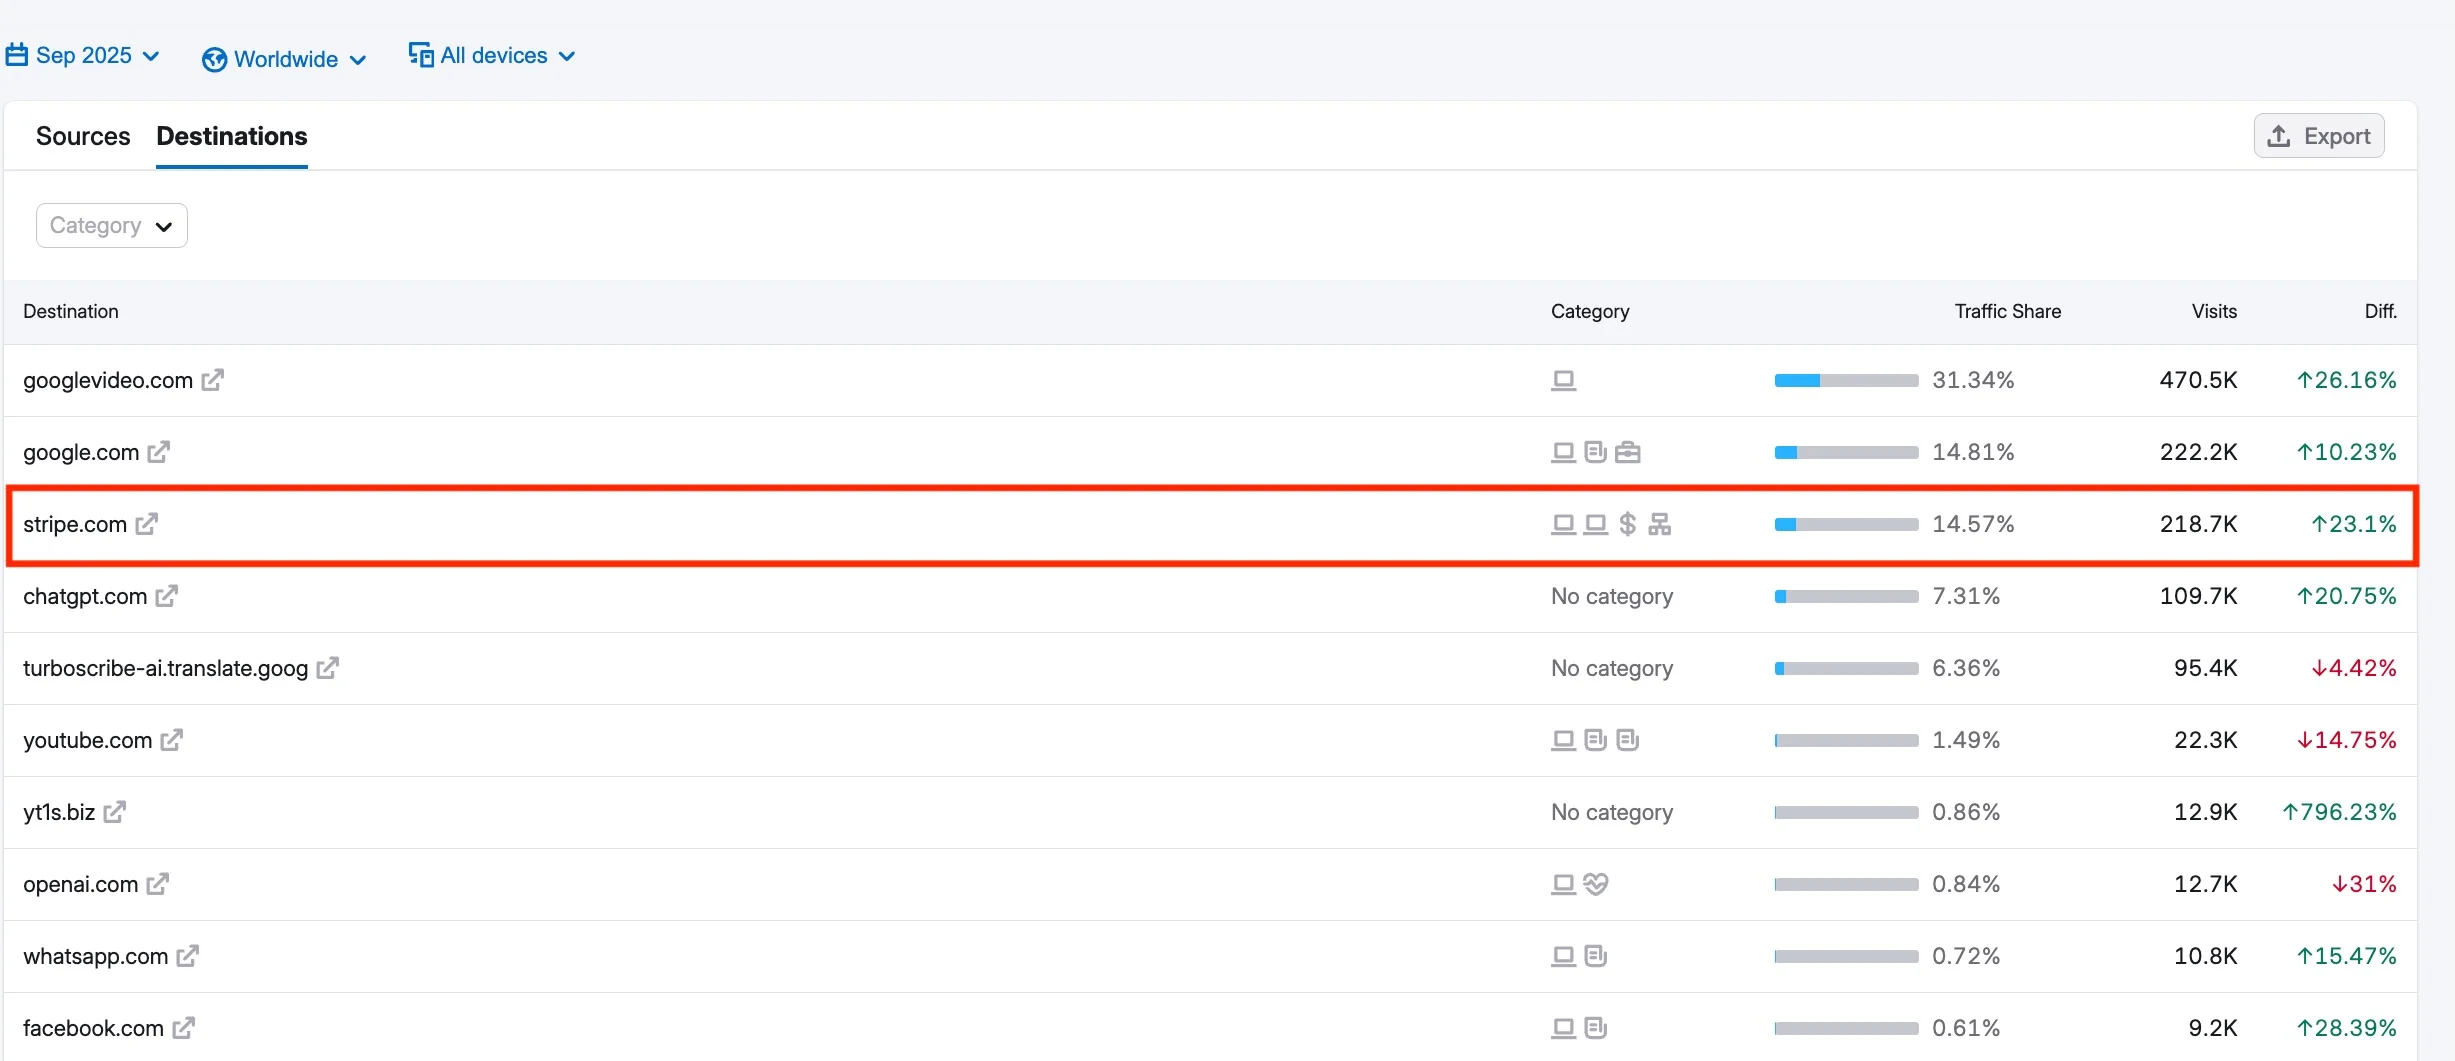 Sep 2025 Worldwide All devices
Sources Destinations Export
Category
Destination Category Traffic Share Visits Diff.
googlevideo.com 31.34% 470.5K ↑26.16%
google.com 14.81% 222.2K ↑10.23%
stripe.com $ 14.57% 218.7K ↑23.1%
chatgpt.com No category 7.31% 109.7K ↑20.75%
turboscribe-ai.translate.goog No category 6.36% 95.4K ↓4.42%
youtube.com 1.49% 22.3K ↓14.75%
yt1s.biz No category 0.86% 12.9K ↑796.23%
openai.com 0.84% 12.7K ↓31%
whatsapp.com 0.72% 10.8K ↑15.47%
facebook.com 0.61% 9.2K ↑28.39%